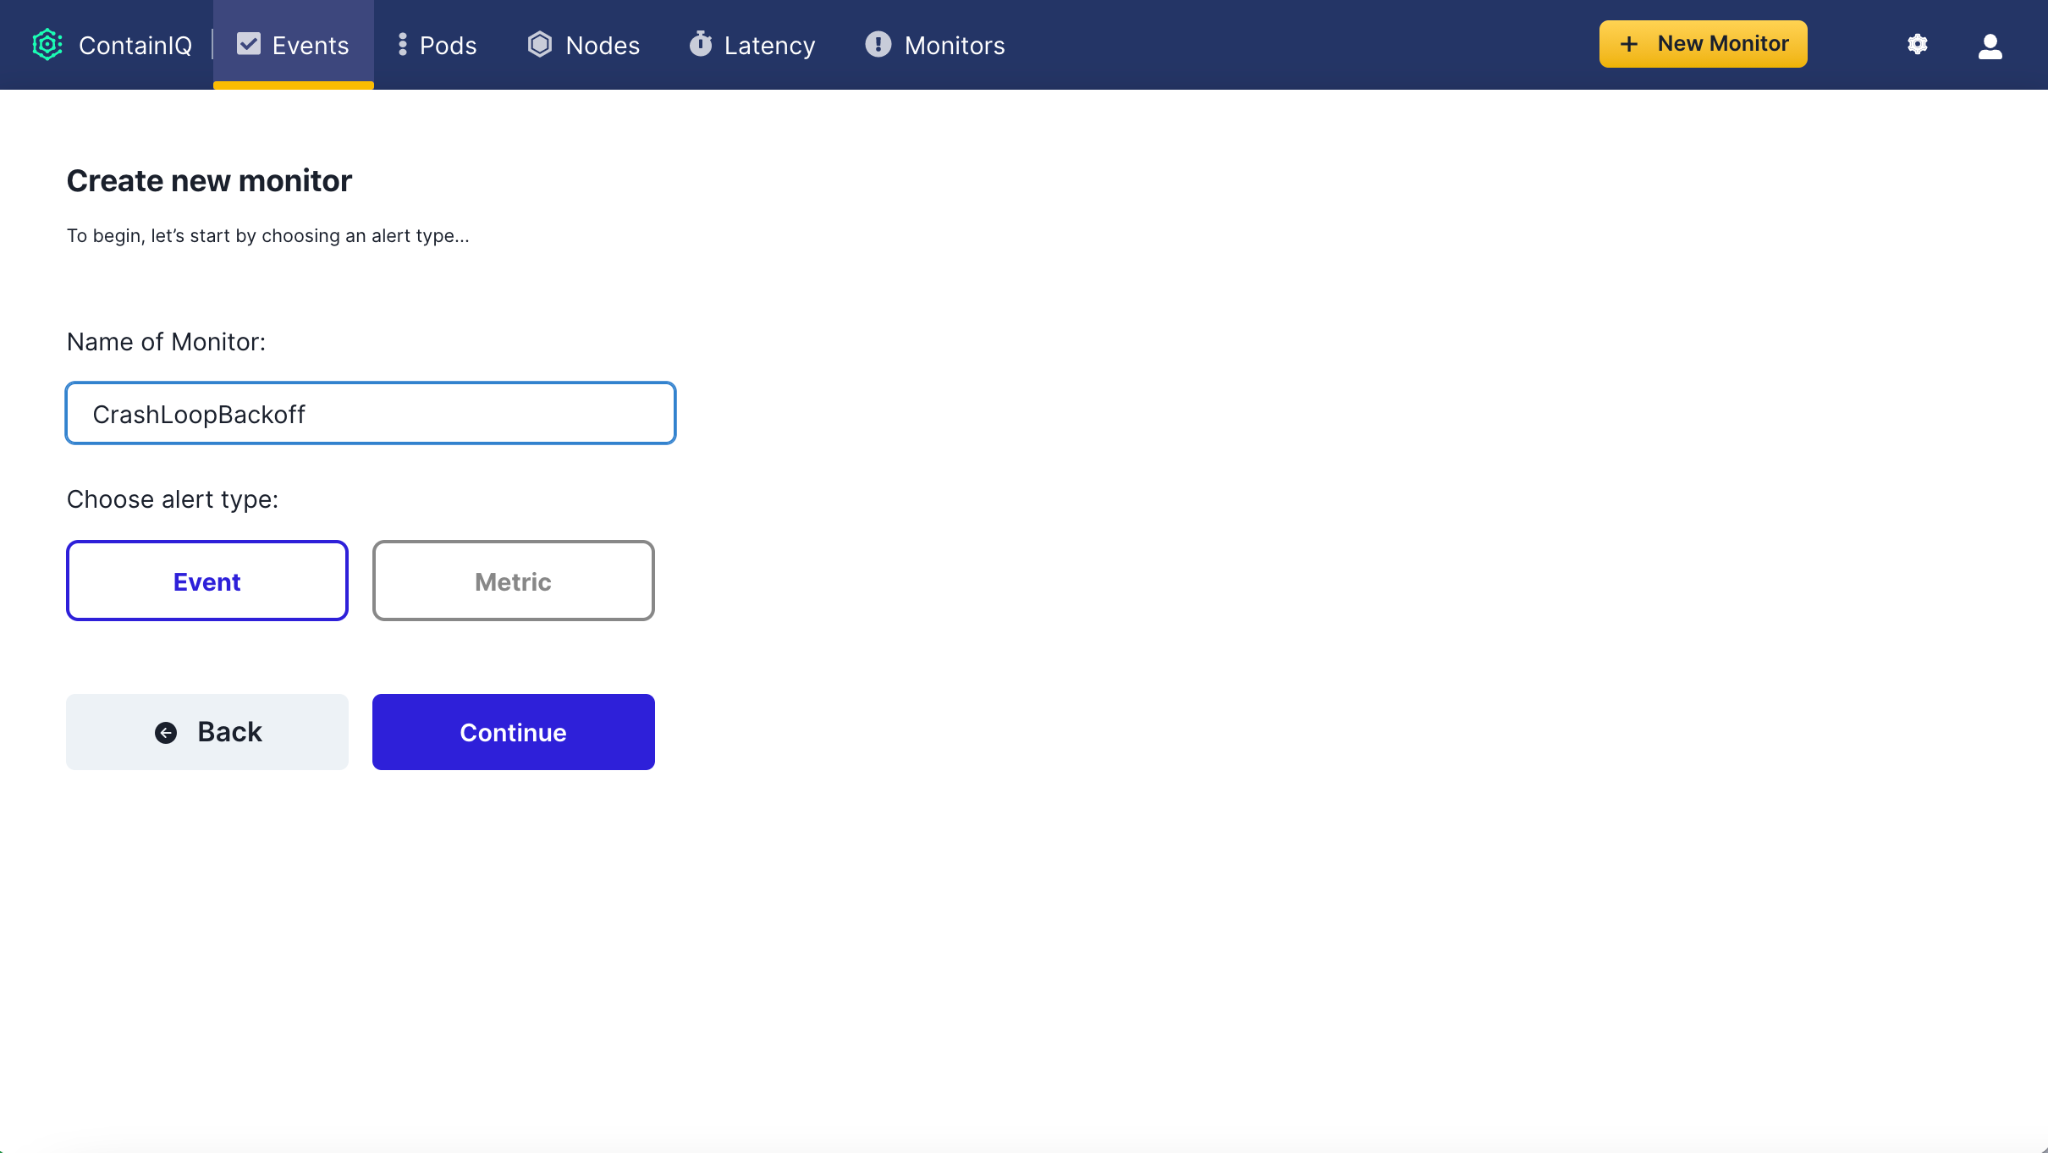 ContainIQ
Events
Pods
Nodes
Latency
Monitors
+ New Monitor
Create new monitor
To begin, let's start by choosing an alert type...
Name of Monitor:
CrashLoopBackoff
Choose alert type:
Event
Metric
Back
Continue